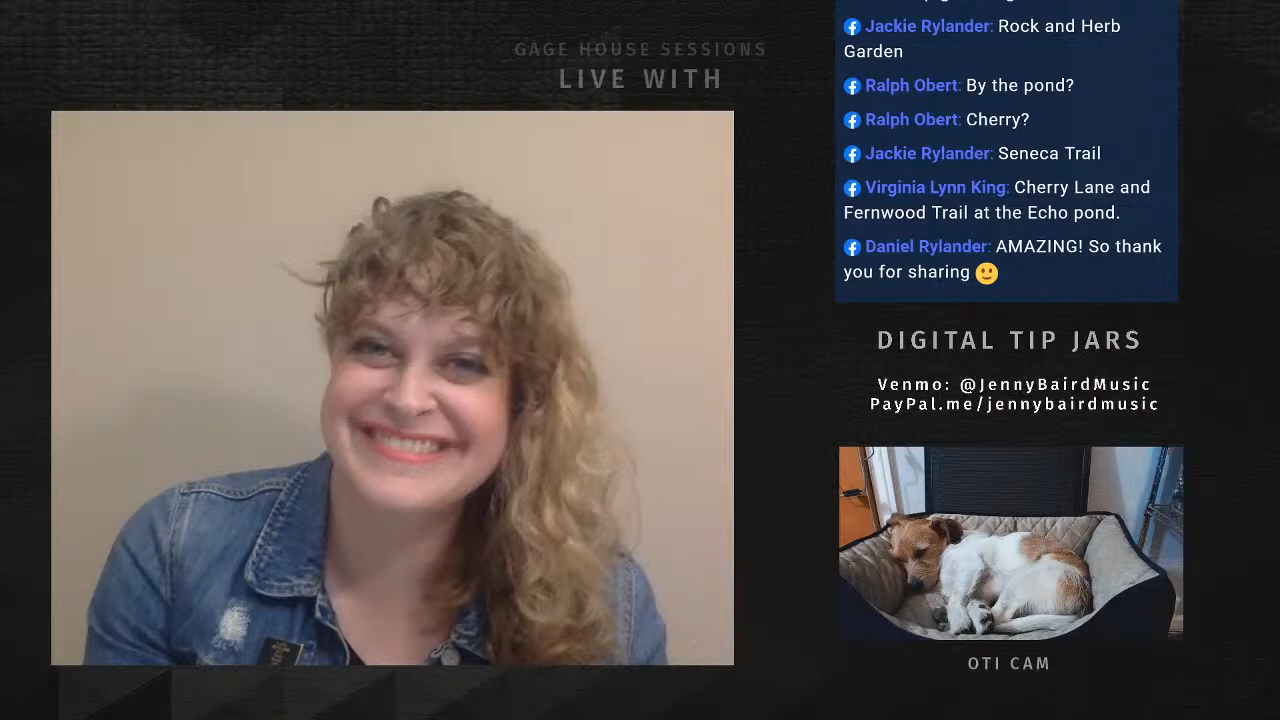 GAGE HOUSE SESSIONS
LIVE WITH
Jackie Rylander: Rock and Herb
Garden
Ralph Obert: By the pond?
Ralph Obert: Cherry?
Jackie Rylander: Seneca Trail
Virginia Lynn King: Cherry Lane and
Fernwood Trail at the Echo pond.
Daniel Rylander: AMAZING! So thank
you for sharing 🙂
DIGITAL TIP JARS
Venmo: @JennyBairdMusic
PayPal.me/jennybairdmusic
OTI CAM